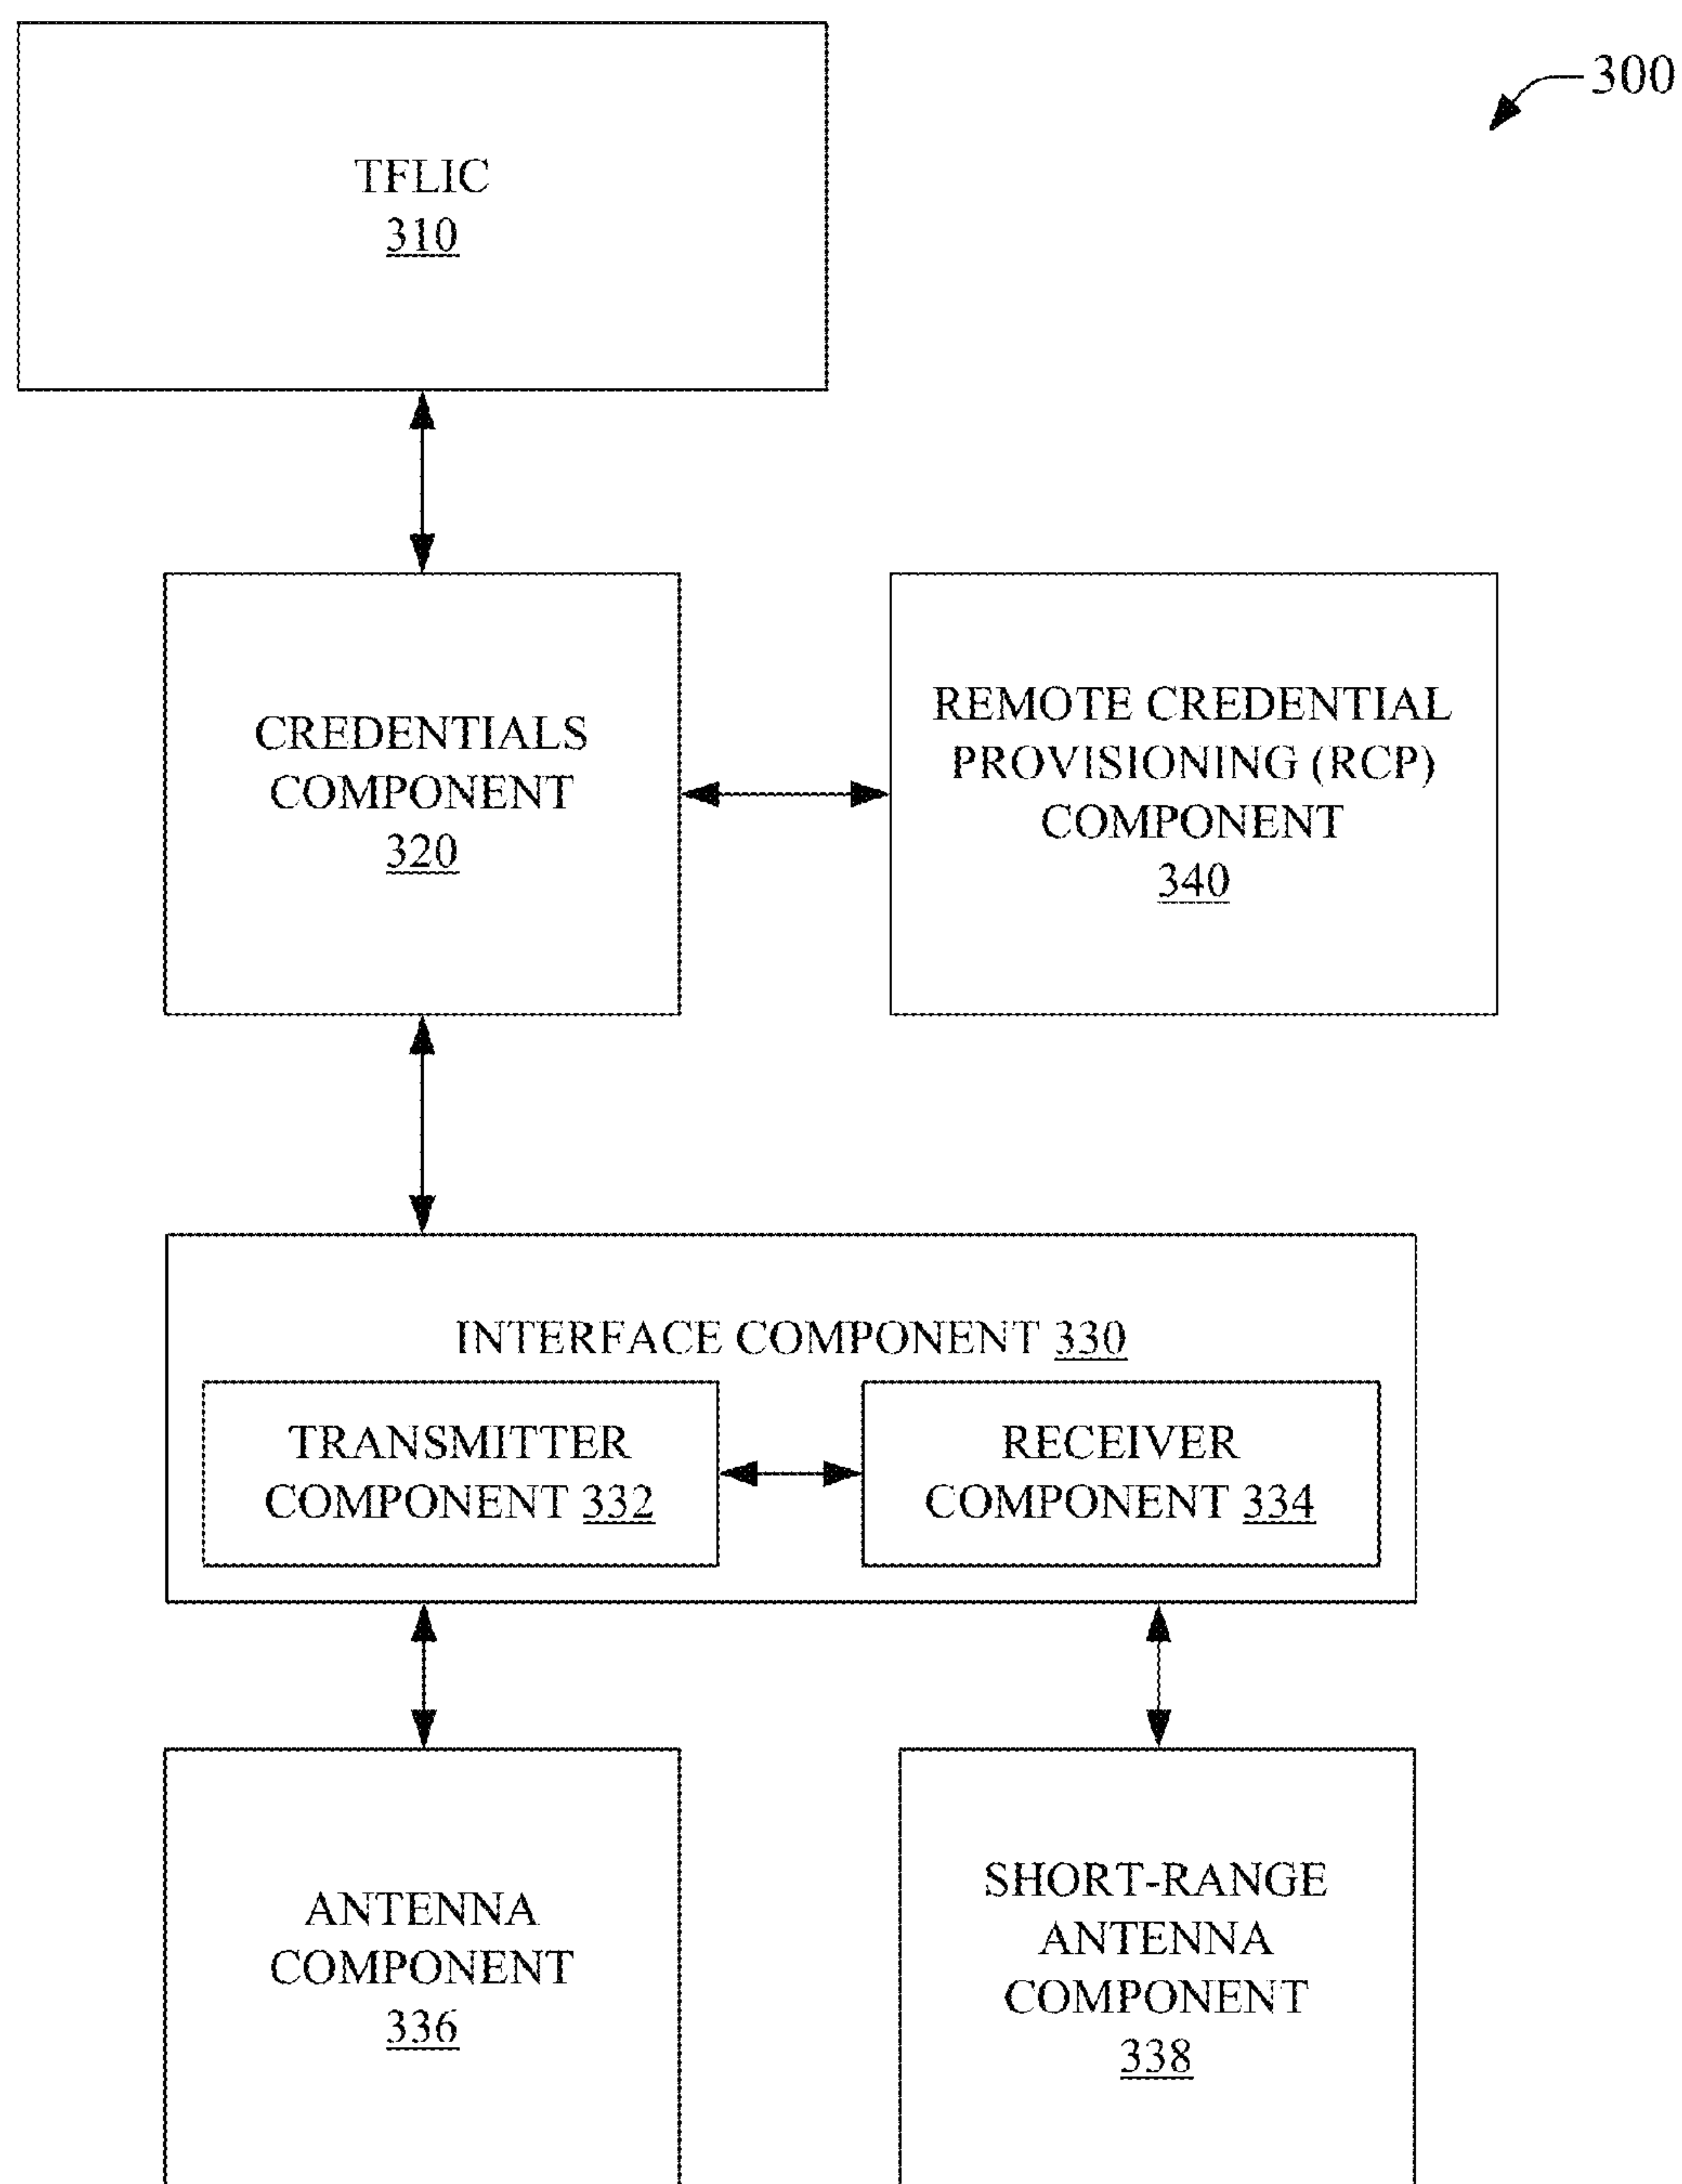 300
TFLIC
310
CREDENTIALS
COMPONENT
320
REMOTE CREDENTIAL
PROVISIONING (RCP)
COMPONENT
340
INTERFACE COMPONENT 330
TRANSMITTER
COMPONENT 332
RECEIVER
COMPONENT 334
ANTENNA
COMPONENT
336
SHORT-RANGE
ANTENNA
COMPONENT
338